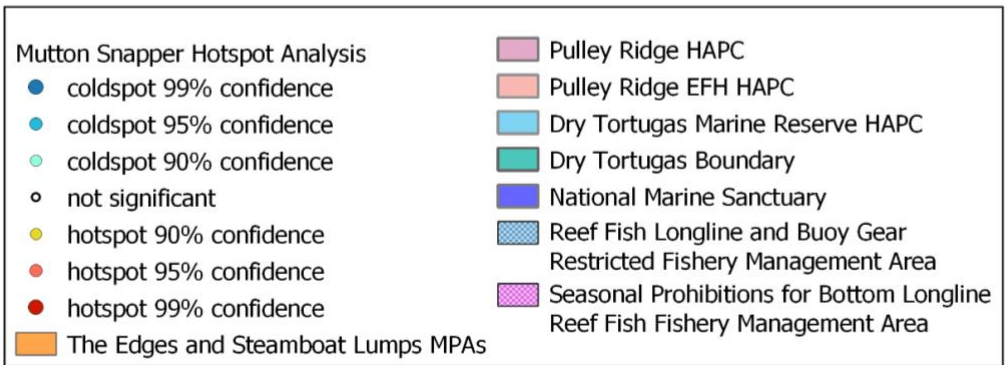 Mutton Snapper Hotspot Analysis
coldspot 99% confidence
coldspot 95% confidence
coldspot 90% confidence
not significant
hotspot 90% confidence
hotspot 95% confidence
hotspot 99% confidence
The Edges and Steamboat Lumps MPAs
Pulley Ridge HAPC
Pulley Ridge EFH HAPC
Dry Tortugas Marine Reserve HAPC
Dry Tortugas Boundary
National Marine Sanctuary
Reef Fish Longline and Buoy Gear
Restricted Fishery Management Area
Seasonal Prohibitions for Bottom Longline
Reef Fish Fishery Management Area